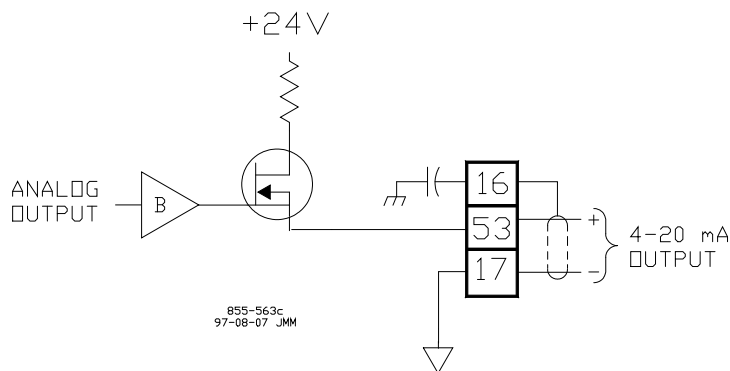 +24V
ANALOG
OUTPUT
B
16
53
17
+
4-20 mA
OUTPUT
-
855-563c
97-08-07 JMM